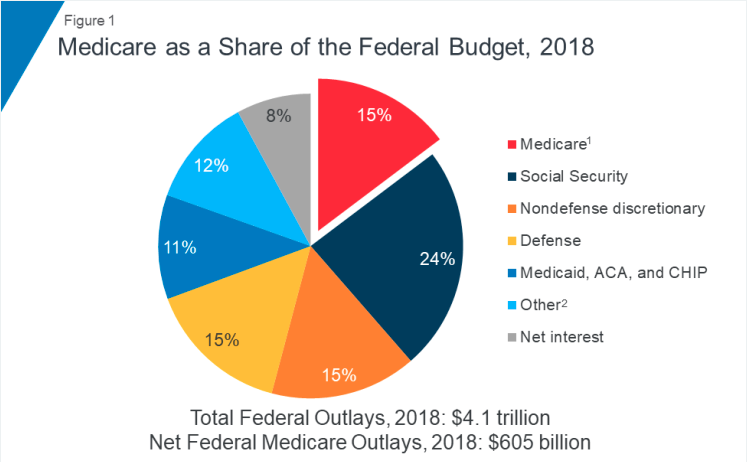 Figure 1
Medicare as a Share of the Federal Budget, 2018
8%
15%
12%
11%
24%
15%
15%
Medicare¹
Social Security
Nondefense discretionary
Defense
Medicaid, ACA, and CHIP
Other²
Net interest
Total Federal Outlays, 2018: $4.1 trillion
Net Federal Medicare Outlays, 2018: $605 billion